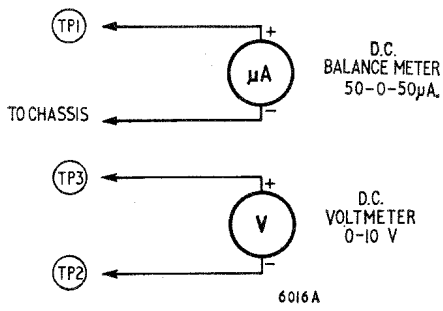 TP1
+
µA
−
TO CHASSIS
D.C.
BALANCE METER
50-0-50µA.
TP3
+
V
−
TP2
D.C.
VOLTMETER
0-10 V
6016A